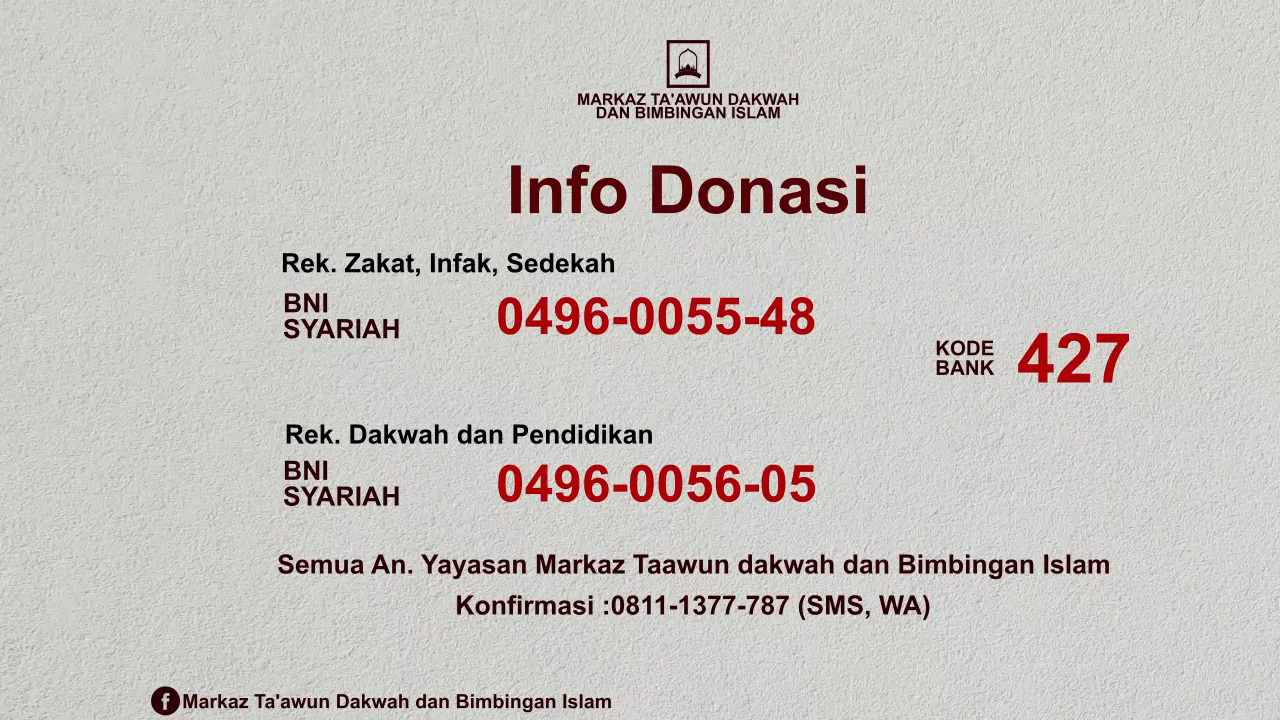 MARKAZ TA'AWUN DAKWAH
DAN BIMBINGAN ISLAM
Info Donasi
Rek. Zakat, Infak, Sedekah
BNI
SYARIAH
0496-0055-48
KODE
BANK
427
Rek. Dakwah dan Pendidikan
BNI
SYARIAH
0496-0056-05
Semua An. Yayasan Markaz Taawun dakwah dan Bimbingan Islam
Konfirmasi :0811-1377-787 (SMS, WA)
Markaz Ta'awun Dakwah dan Bimbingan Islam